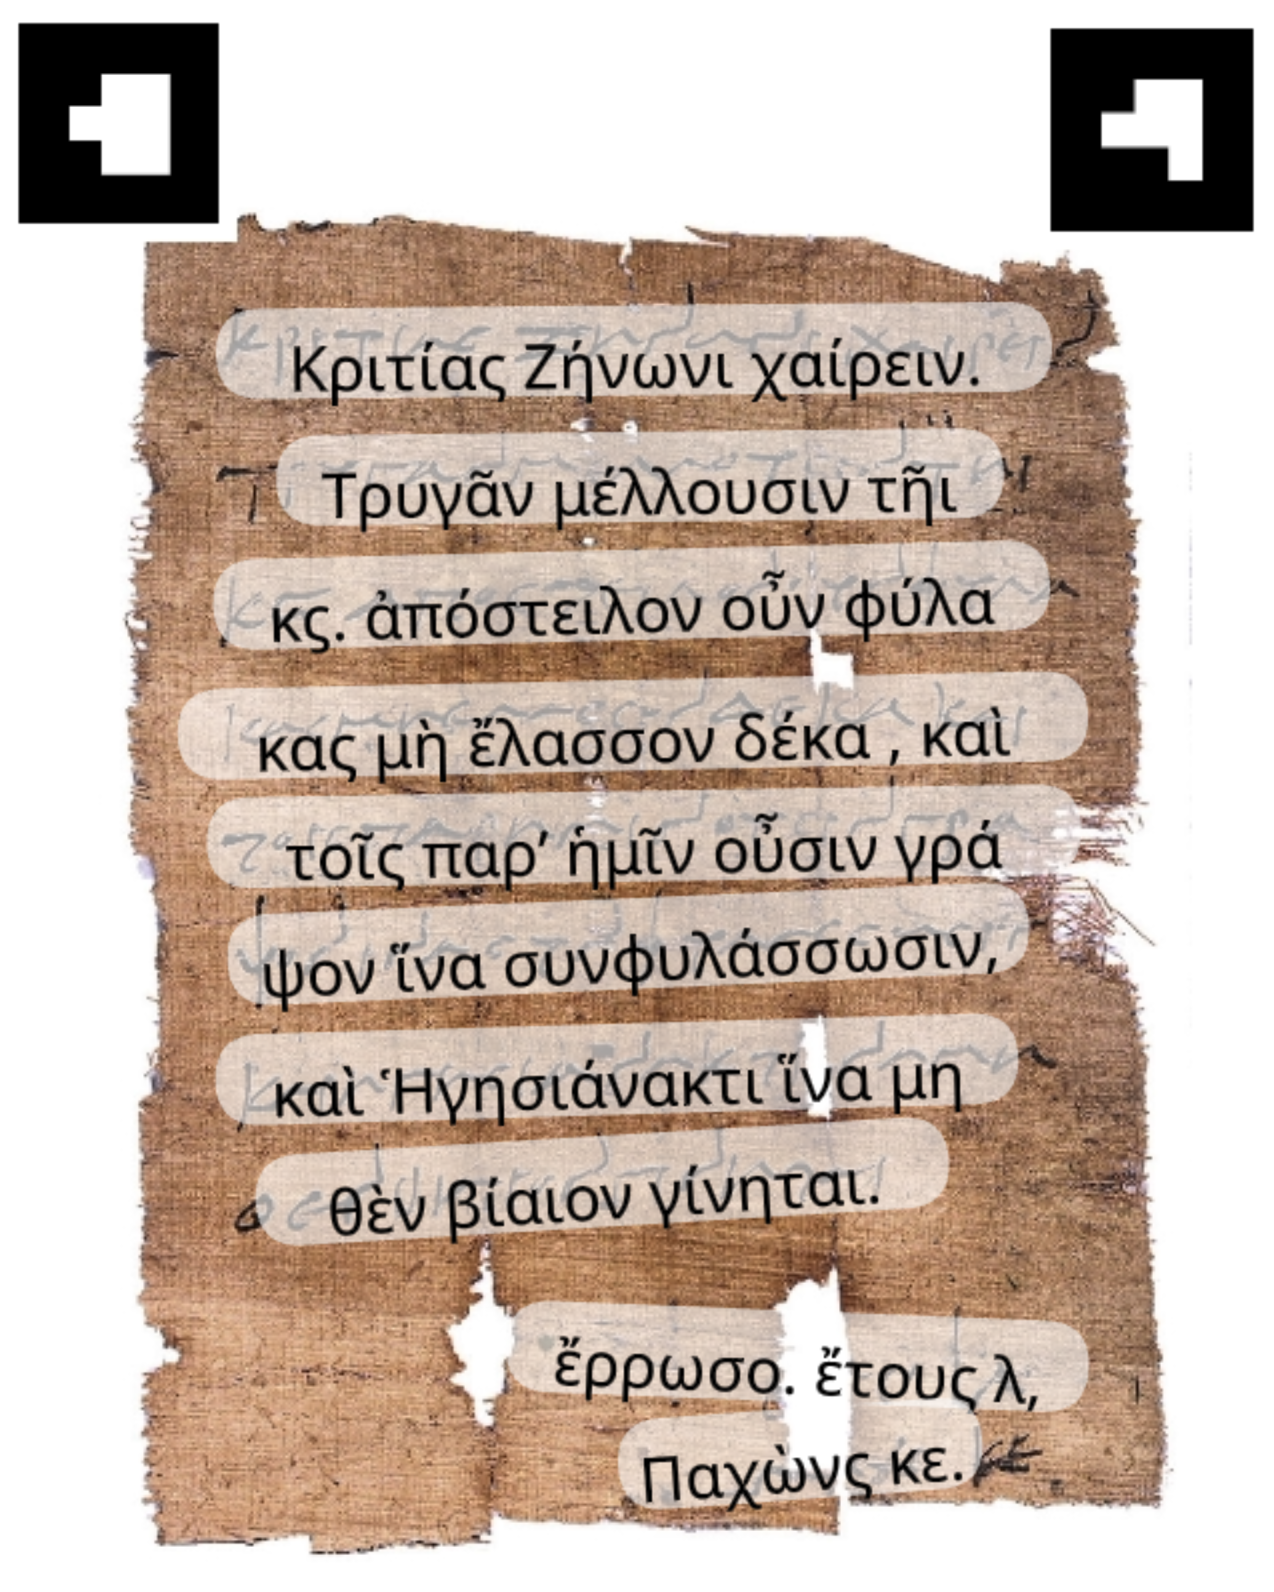 Κριτίας Ζήνωνι χαίρειν.
Τρυγᾶν μέλλουσιν τῆι
κς. ἀπόστειλον οὖν φύλα
κας μὴ ἔλασσον δέκα , καὶ
τοῖς παρ’ ἡμῖν οὖσιν γρά
ψον ἵνα συνφυλάσσωσιν,
καὶ Ἡγησιάνακτι ἵνα μη
θὲν βίαιον γίνηται.
ἔρρωσο. ἔτους λ,
Παχὼνς κε.